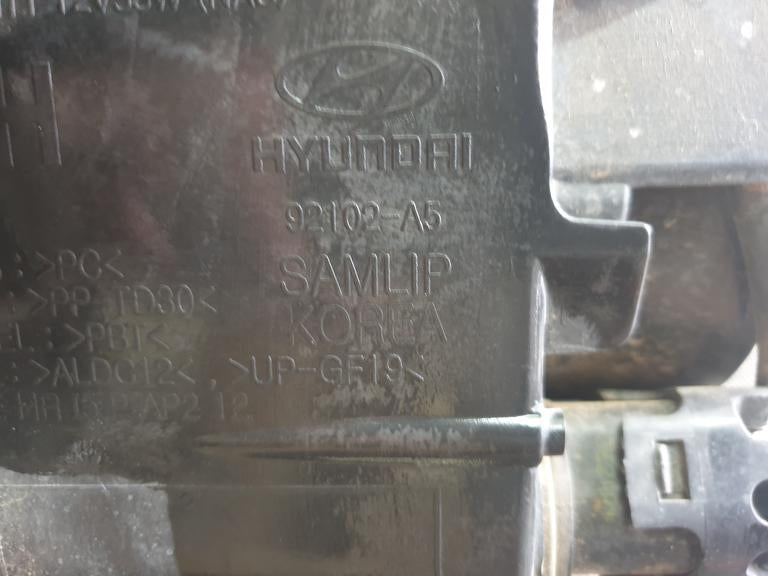 H
HYUNDAI
92102-A5
SAMLIP
KOREA
.:>PC<
:>PP-TD30<
:>PBT<
:>ALDC12<, >UP-GF19<